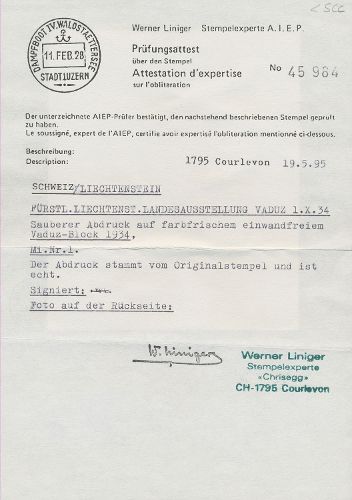 <SCC
DAMPFBOOT IV. WALDSTAETTERSEE
11.FEB.28
STADT LUZERN
Werner Liniger Stempelexperte A.I.E.P.
Prüfungsattest
über den Stempel
Attestation d'expertise
sur l'oblitération
No 45 984
Der unterzeichnete AIEP-Prüfer bestätigt, den nachstehend beschriebenen Stempel geprüft
zu haben.
Le soussigné, expert de l'AIEP, certifie avoir expertisé l'oblitération mentionné ci-dessous.
Beschreibung:
Description:
1795 Courlevon 19.5.95
SCHWEIZ/LIECHTENSTEIN
FÜRSTL.LIECHTENST.LANDESAUSSTELLUNG VADUZ 1.X.34
Sauberer Abdruck auf farbfrischem einwandfreiem
Vaduz-Block 1934,
Mi.Nr.1.
Der Abdruck stammt vom Originalstempel und ist
echt.
Signiert:
Foto auf der Rückseite:
W. Liniger
Werner Liniger
Stempelexperte
«Chrisegg»
CH-1795 Courlevon